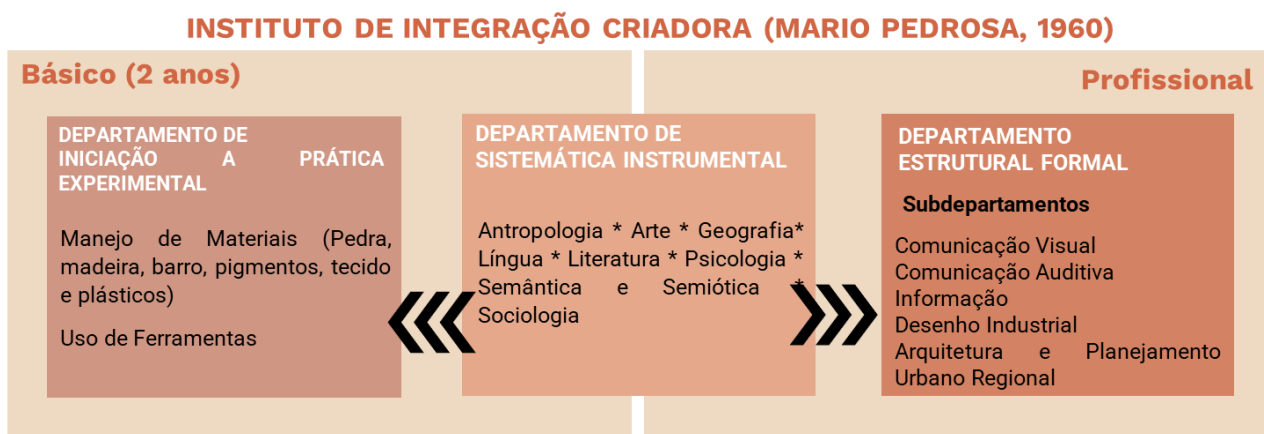 INSTITUTO DE INTEGRAÇÃO CRIADORA (MARIO PEDROSA, 1960)
Básico (2 anos)
Profissional
DEPARTAMENTO DE
INICIAÇÃO A PRÁTICA
EXPERIMENTAL
Manejo de Materiais (Pedra,
madeira, barro, pigmentos, tecido
e plásticos)
Uso de Ferramentas
DEPARTAMENTO DE
SISTEMÁTICA INSTRUMENTAL
Antropologia * Arte * Geografia*
Língua * Literatura * Psicologia *
Semântica e Semiótica *
Sociologia
DEPARTAMENTO
ESTRUTURAL FORMAL
Subdepartamentos
Comunicação Visual
Comunicação Auditiva
Informação
Desenho Industrial
Arquitetura e Planejamento
Urbano Regional